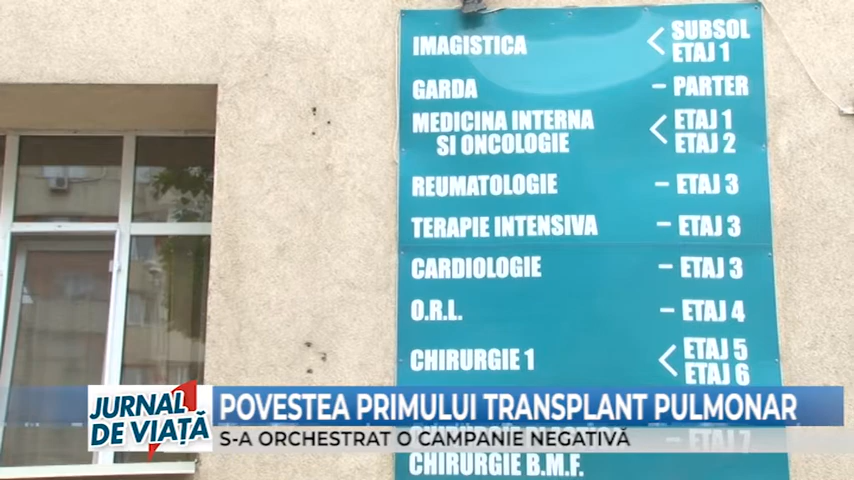 IMAGISTICA < SUBSOL
ETAJ 1
GARDA – PARTER
MEDICINA INTERNA < ETAJ 1
SI ONCOLOGIE ETAJ 2
REUMATOLOGIE – ETAJ 3
TERAPIE INTENSIVA – ETAJ 3
CARDIOLOGIE – ETAJ 3
O.R.L. – ETAJ 4
CHIRURGIE 1 < ETAJ 5
ETAJ 6
JURNAL
DE VIAȚĂ
POVESTEA PRIMULUI TRANSPLANT PULMONAR
S-A ORCHESTRAT O CAMPANIE NEGATIVĂ
CHIRURGIE B.M.F.